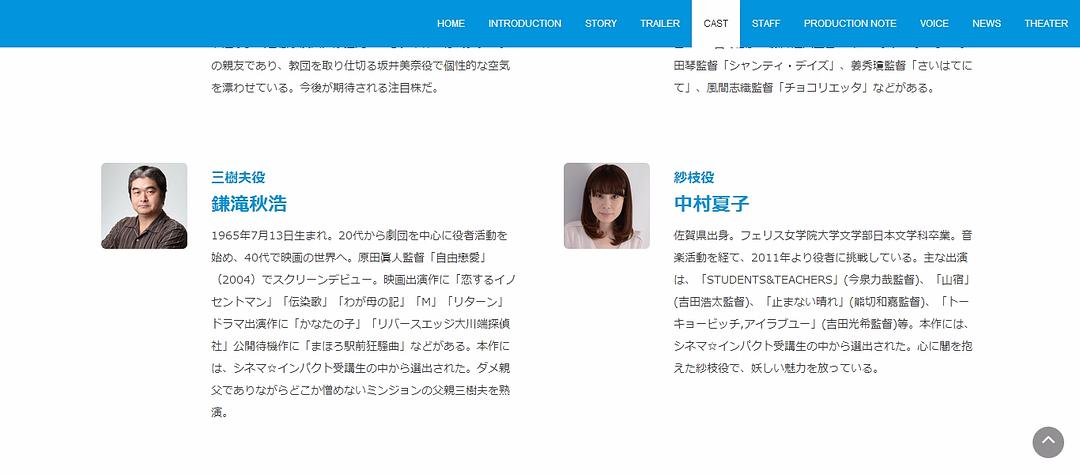 HOME INTRODUCTION STORY TRAILER CAST STAFF PRODUCTION NOTE VOICE NEWS THEATER
の親友であり、教団を取り仕切る坂井美奈役で個性的な空気
を漂わせている。今後が期待される注目株だ。
田琴監督「シャンティ・デイズ」、姜秀瓊監督「さいはてに
て」、風間志織監督「チョコリエッタ」などがある。
三樹夫役
鎌滝秋浩
1965年7月13日生まれ。20代から劇団を中心に役者活動を
始め、40代で映画の世界へ。原田眞人監督「自由戀愛」
（2004）でスクリーンデビュー。映画出演作に「恋するイノ
セントマン」「伝染歌」「わが母の記」「M」「リターン」
ドラマ出演作に「かなたの子」「リバースエッジ大川端探偵
社」公開待機作に「まほろ駅前狂騒曲」などがある。本作に
は、シネマ☆インパクト受講生の中から選出された。ダメ親
父でありながらどこか憎めないミンジョンの父親三樹夫を熱
演。
紗枝役
中村夏子
佐賀県出身。フェリス女学院大学文学部日本文学科卒業。音
楽活動を経て、2011年より役者に挑戦している。主な出演
は、「STUDENTS&TEACHERS」(今泉力哉監督)、「山宿」
(吉田浩太監督)、「止まない晴れ」(熊切和嘉監督)、「トー
キョービッチ,アイラブユー」(吉田光希監督)等。本作には、
シネマ☆インパクト受講生の中から選出された。心に闇を抱
えた紗枝役で、妖しい魅力を放っている。